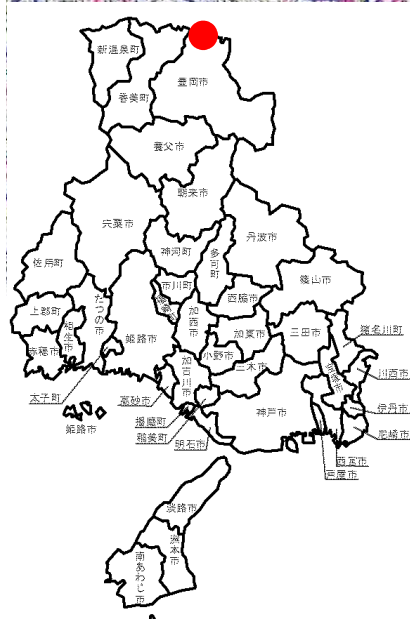 新温泉町
香美町
豊岡市
養父市
朝来市
宍粟市
丹波市
神河町
多可町
佐用町
篠山市
市川町
西脇市
上郡町
相生市
たつの市
姫路市
加西市
加東市
三田市
猪名川町
赤穂市
小野市
三木市
川西市
加古川市
太子町
高砂市
神戸市
伊丹市
播磨町
尼崎市
稲美町
姫路市
明石市
西宮市
芦屋市
淡路市
洲本市
南あわじ市